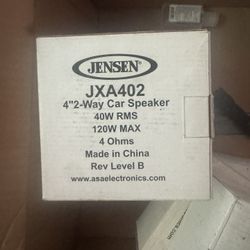 JENSEN
JXA402
4"2-Way Car Speaker
40W RMS
120W MAX
4 Ohms
Made in China
Rev Level B
www.asaelectronics.com